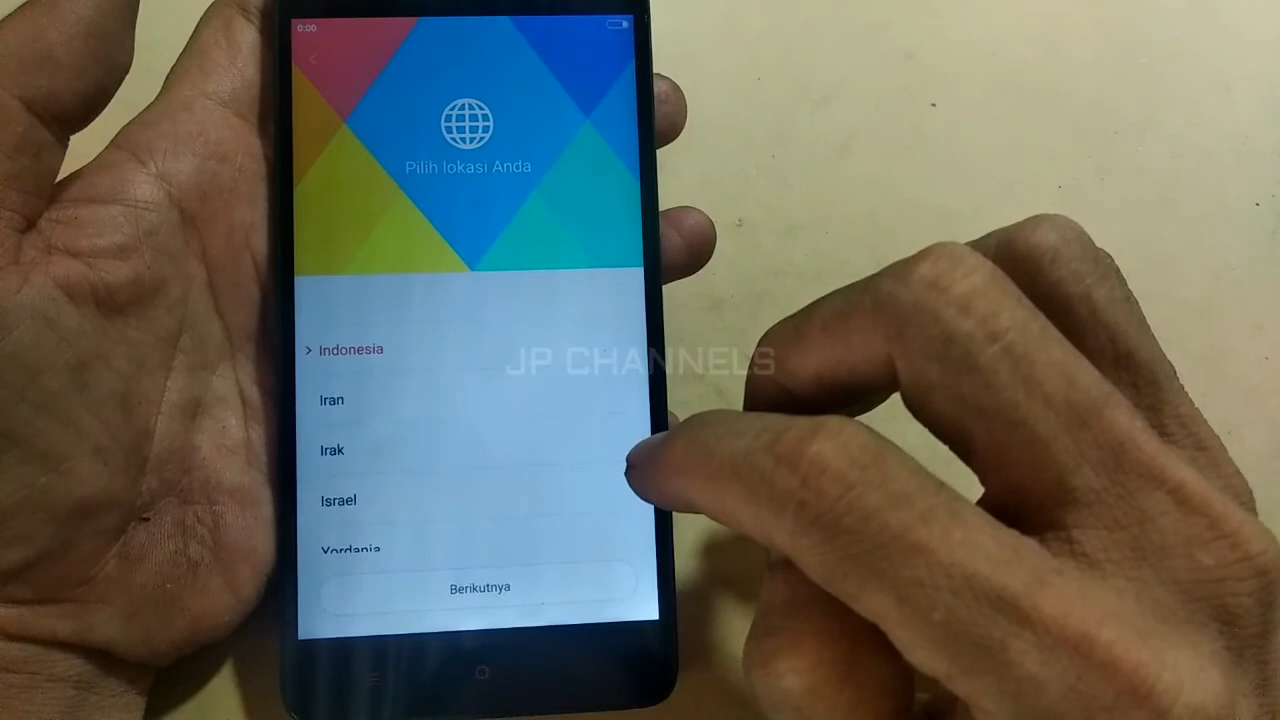 0:00
Pilih lokasi Anda
Indonesia
JP CHANNELS
Iran
Irak
Israel
Yordania
Berikutnya